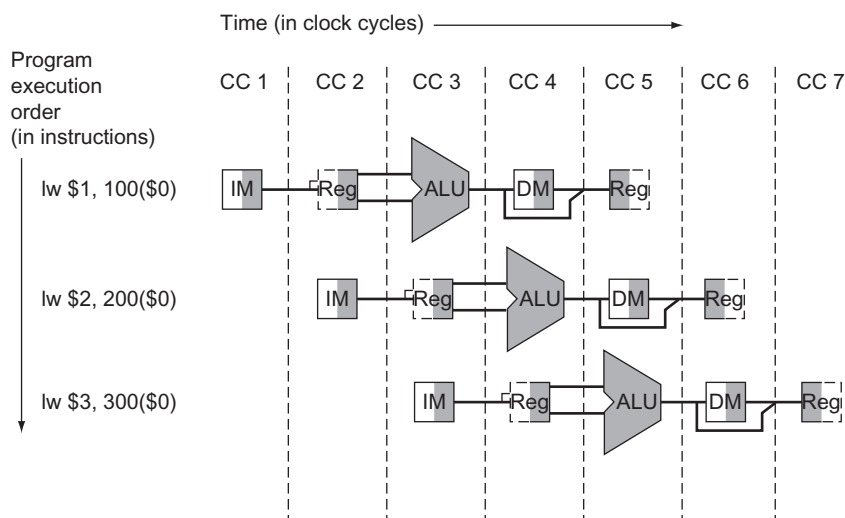 Time (in clock cycles)
Program
execution
order
(in instructions)
CC 1 CC 2 CC 3 CC 4 CC 5 CC 6 CC 7
lw $1, 100($0) IM Reg ALU DM Reg
lw $2, 200($0) IM Reg ALU DM Reg
lw $3, 300($0) IM Reg ALU DM Reg